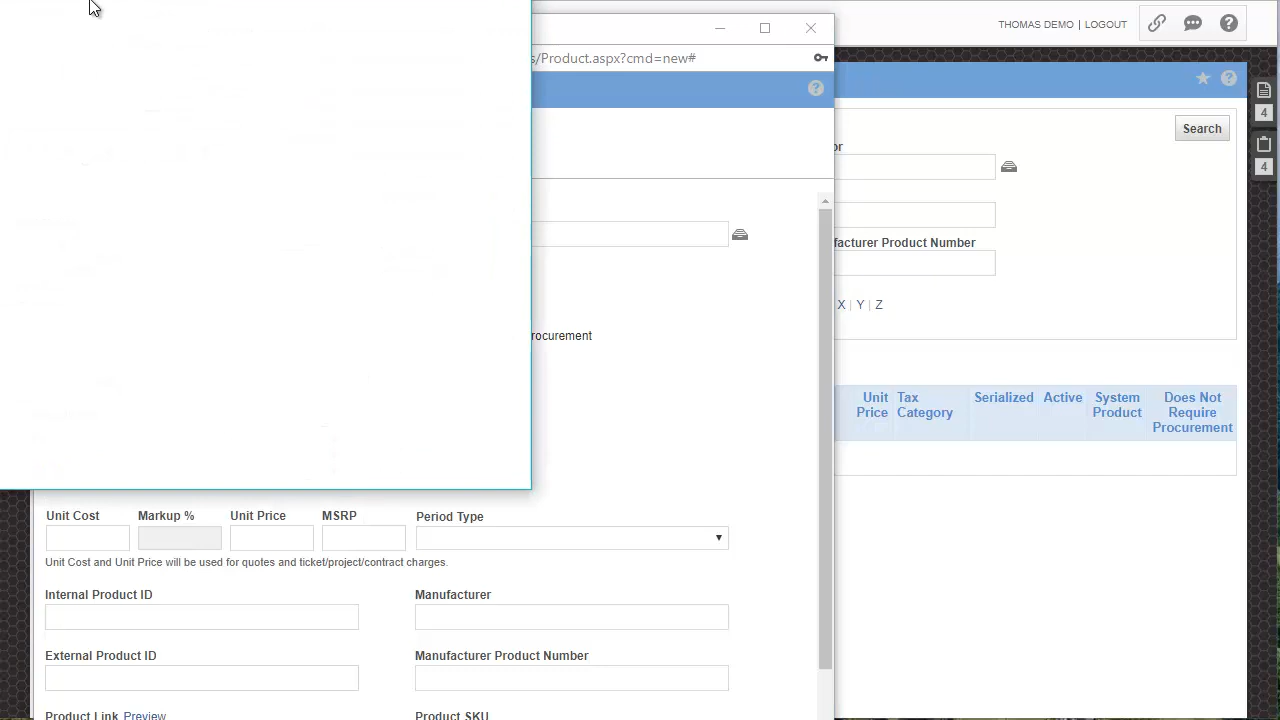 THOMAS DEMO | LOGOUT
s/Product.aspx?cmd=new#
Search
4
or
4
facturer Product Number
X | Y | Z
rocurement
Unit Price
Tax Category
Serialized
Active
System Product
Does Not Require Procurement
Unit Cost
Markup %
Unit Price
MSRP
Period Type
Unit Cost and Unit Price will be used for quotes and ticket/project/contract charges.
Internal Product ID
Manufacturer
External Product ID
Manufacturer Product Number
Product Link Preview
Product SKU